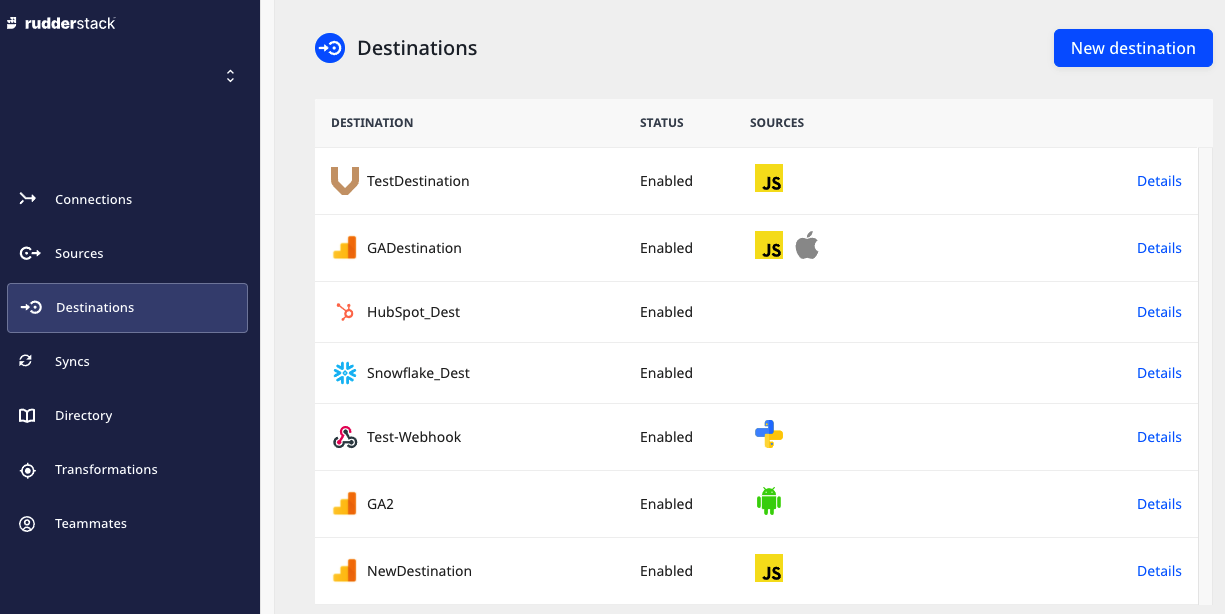 rudderstack
Destinations
New destination
DESTINATION STATUS SOURCES
TestDestination Enabled JS Details
Connections
GADestination Enabled JS Details
Sources
Destinations
HubSpot_Dest Enabled Details
Syncs
Snowflake_Dest Enabled Details
Directory
Test-Webhook Enabled Details
Transformations
GA2 Enabled Details
Teammates
NewDestination Enabled JS Details